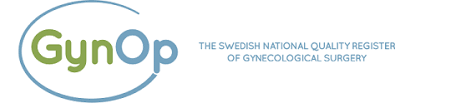 GynOp
THE SWEDISH NATIONAL QUALITY REGISTER
OF GYNECOLOGICAL SURGERY